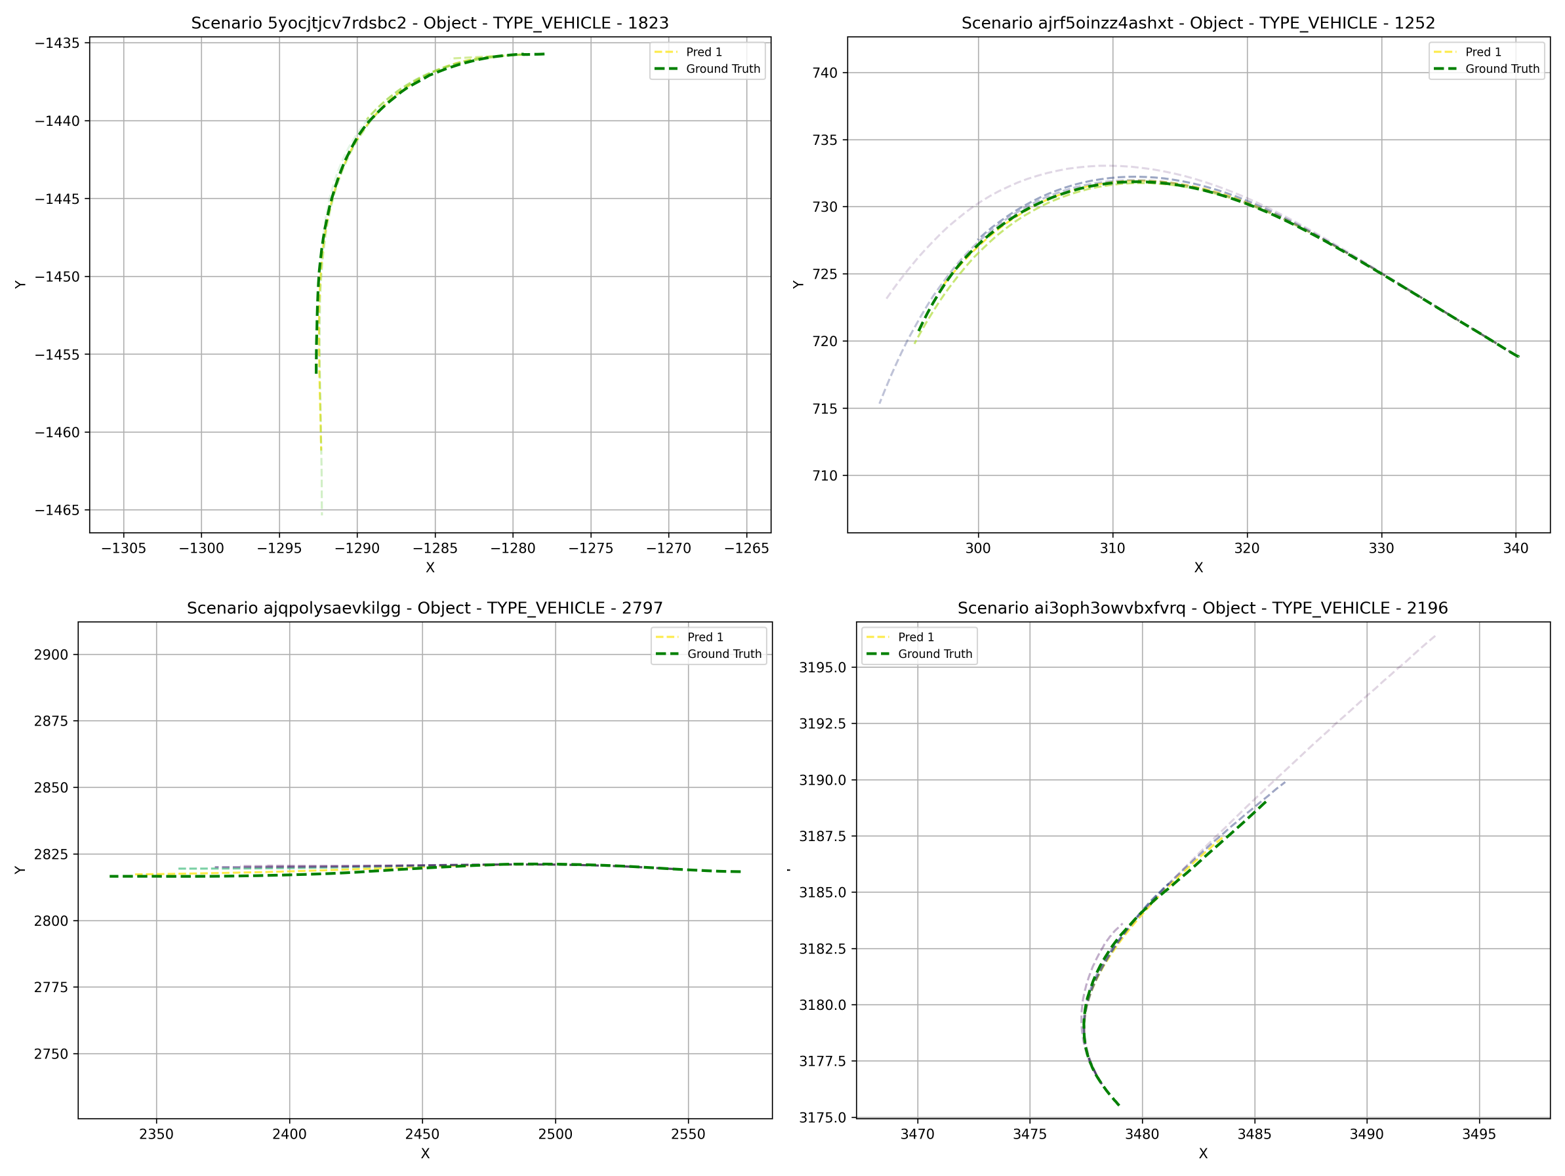 Scenario 5yocjtjcv7rdsbc2 - Object - TYPE_VEHICLE - 1823
Pred 1
Ground Truth
−1435
−1440
−1445
−1450
−1455
−1460
−1465
Y
−1305 −1300 −1295 −1290 −1285 −1280 −1275 −1270 −1265
X
Scenario ajrf5oinzz4ashxt - Object - TYPE_VEHICLE - 1252
Pred 1
Ground Truth
740
735
730
725
720
715
710
Y
300 310 320 330 340
X
Scenario ajqpolysaevkilgg - Object - TYPE_VEHICLE - 2797
Pred 1
Ground Truth
2900
2875
2850
2825
2800
2775
2750
Y
2350 2400 2450 2500 2550
X
Scenario ai3oph3owvbxfvrq - Object - TYPE_VEHICLE - 2196
Pred 1
Ground Truth
3195.0
3192.5
3190.0
3187.5
3185.0
3182.5
3180.0
3177.5
3175.0
3470 3475 3480 3485 3490 3495
X